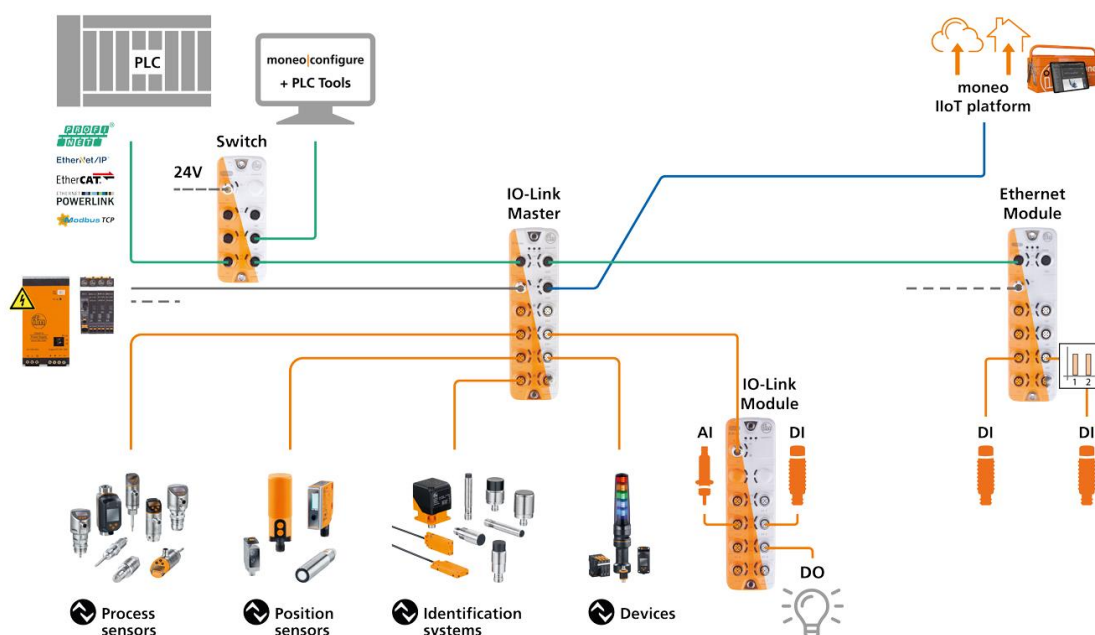 PLC
moneo|configure
+ PLC Tools
moneo
IIoT platform
PROFI
NET
®
EtherNet/IP
EtherCAT
ETHERNET
POWERLINK
Modbus TCP
Switch
24V
IO-Link
Master
Ethernet
Module
ifm
1 2
IO-Link
Module
AI
DI
DI
DI
DO
Process
sensors
Position
sensors
Identification
systems
Devices